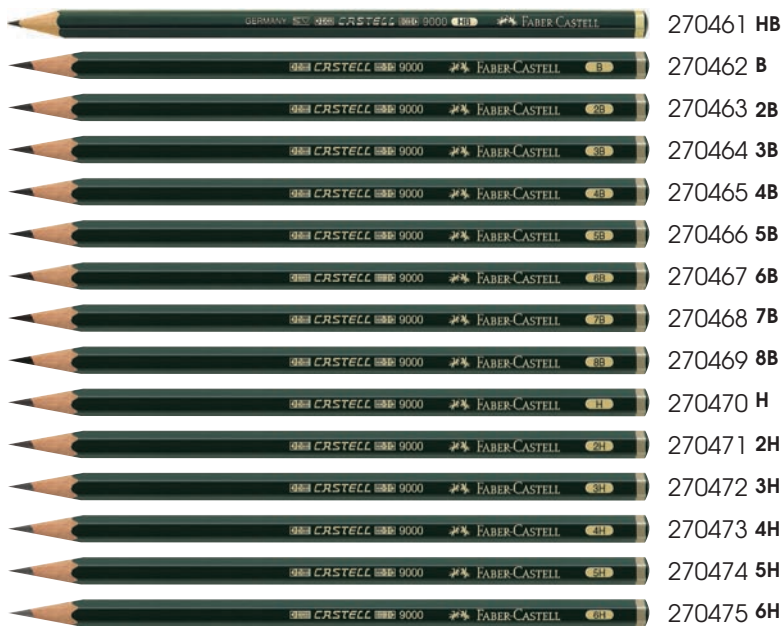 GERMANY CASTELL 9000 HB FABER-CASTELL 270461 HB
CASTELL 9000 FABER-CASTELL B 270462 B
CASTELL 9000 FABER-CASTELL 2B 270463 2B
CASTELL 9000 FABER-CASTELL 3B 270464 3B
CASTELL 9000 FABER-CASTELL 4B 270465 4B
CASTELL 9000 FABER-CASTELL 5B 270466 5B
CASTELL 9000 FABER-CASTELL 6B 270467 6B
CASTELL 9000 FABER-CASTELL 7B 270468 7B
CASTELL 9000 FABER-CASTELL 8B 270469 8B
CASTELL 9000 FABER-CASTELL H 270470 H
CASTELL 9000 FABER-CASTELL 2H 270471 2H
CASTELL 9000 FABER-CASTELL 3H 270472 3H
CASTELL 9000 FABER-CASTELL 4H 270473 4H
CASTELL 9000 FABER-CASTELL 5H 270474 5H
CASTELL 9000 FABER-CASTELL 6H 270475 6H